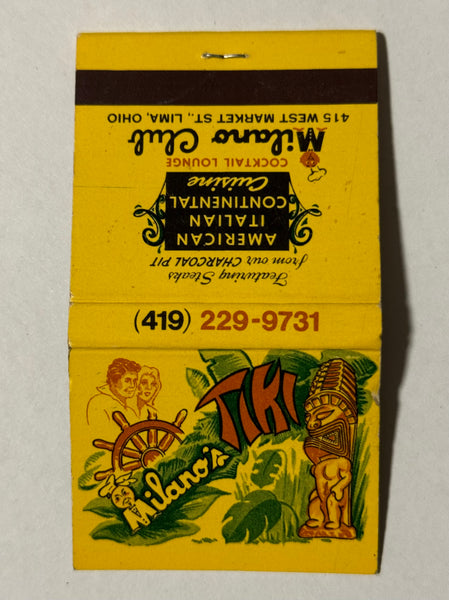 Milano Club
415 WEST MARKET ST., LIMA, OHIO
COCKTAIL LOUNGE
AMERICAN
ITALIAN
CONTINENTAL
Cuisine
Featuring Steaks
from our CHARCOAL PIT
(419) 229-9731
Milano's
TIKI